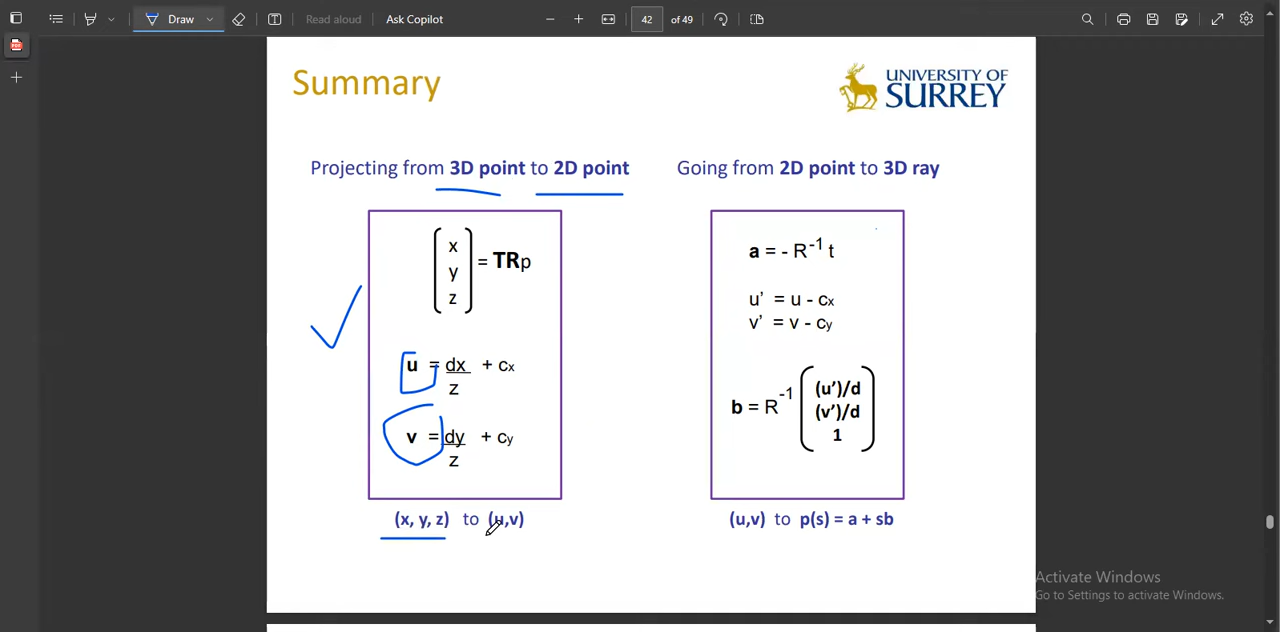 Draw
Read aloud
Ask Copilot
42 of 49
PDF
Summary
UNIVERSITY OF
SURREY
Projecting from 3D point to 2D point
x
y
z
= TRp
u = dx + cx
z
v = dy + cy
z
(x, y, z) to (u,v)
Going from 2D point to 3D ray
a = - R-1 t
u’ = u - cx
v’ = v - cy
b = R-1
(u’)/d
(v’)/d
1
(u,v) to p(s) = a + sb
Activate Windows
Go to Settings to activate Windows.